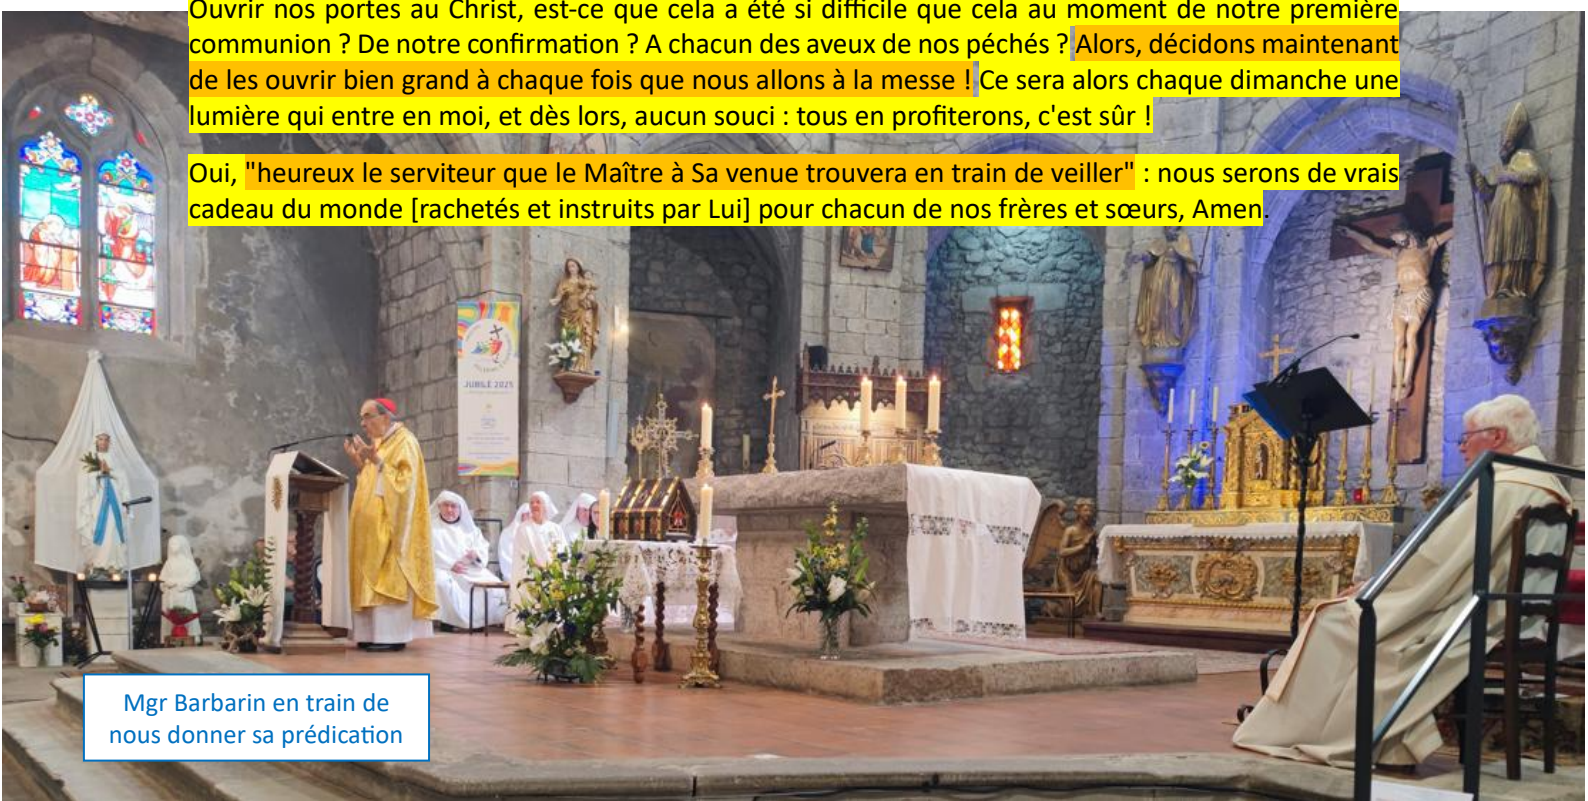 Ouvrir nos portes au Christ, est-ce que cela a été si difficile que cela au moment de notre première
communion ? De notre confirmation ? A chacun des aveux de nos péchés ? Alors, décidons maintenant
de les ouvrir bien grand à chaque fois que nous allons à la messe ! Ce sera alors chaque dimanche une
lumière qui entre en moi, et dès lors, aucun souci : tous en profiterons, c'est sûr !
Oui, "heureux le serviteur que le Maître à Sa venue trouvera en train de veiller" : nous serons de vrais
cadeau du monde [rachetés et instruits par Lui] pour chacun de nos frères et sœurs, Amen.
JUBILÉ 2025
Mgr Barbarin en train de
nous donner sa prédication